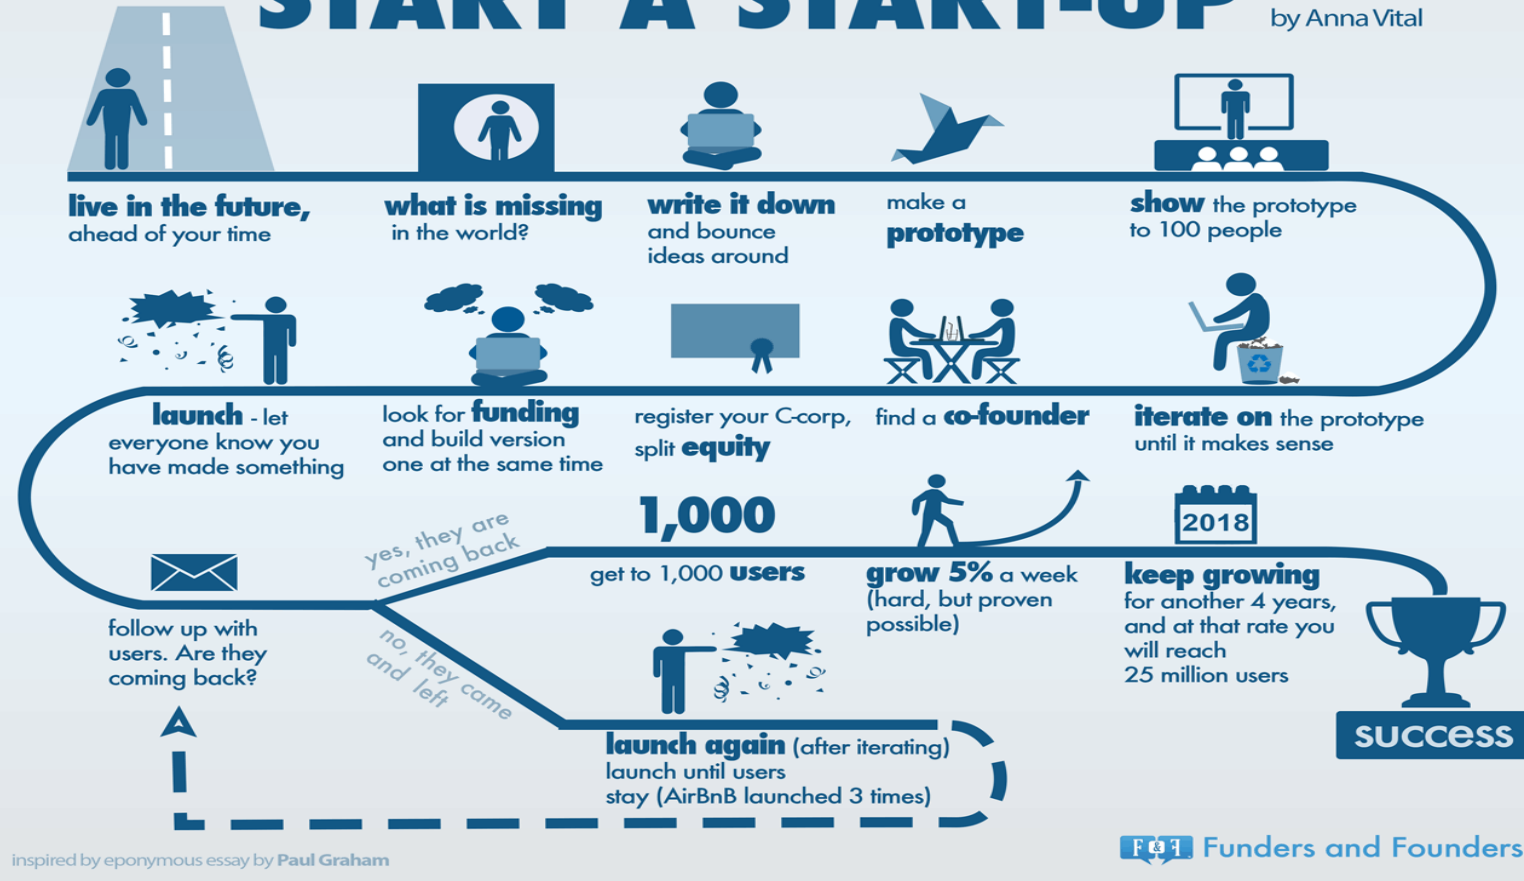 START A START-UP
by Anna Vital
live in the future,
ahead of your time
what is missing
in the world?
write it down
and bounce
ideas around
make a
prototype
show the prototype
to 100 people
launch - let
everyone know you
have made something
look for funding
and build version
one at the same time
register your C-corp,
split equity
find a co-founder
iterate on the prototype
until it makes sense
follow up with
users. Are they
coming back?
yes, they are
coming back
no, they came
and left
1,000
get to 1,000 users
grow 5% a week
(hard, but proven
possible)
2018
keep growing
for another 4 years,
and at that rate you
will reach
25 million users
success
launch again (after iterating)
launch until users
stay (AirBnB launched 3 times)
inspired by eponymous essay by Paul Graham
F & F. Funders and Founders